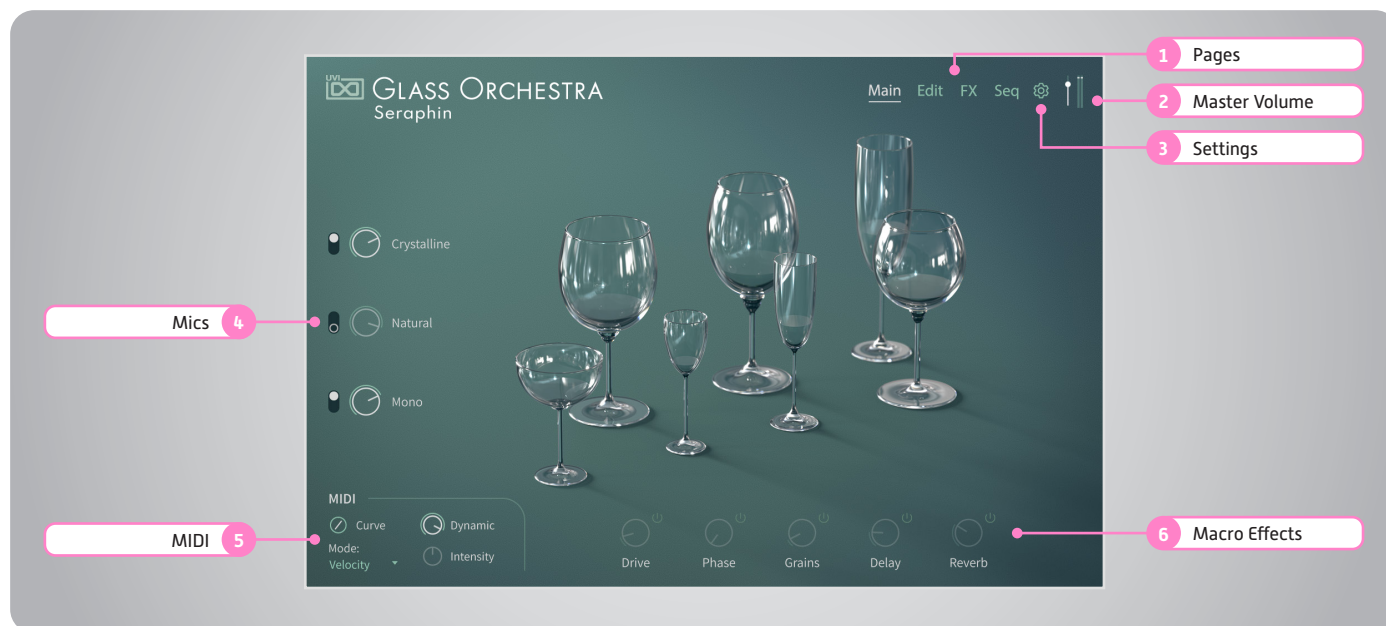 1 Pages
UVI
GLASS ORCHESTRA
Seraphin
Main Edit FX Seq
2 Master Volume
3 Settings
Crystalline
Mics 4
Natural
Mono
MIDI
Curve Dynamic
MIDI 5
Mode:
Velocity
Intensity
6 Macro Effects
Drive Phase Grains Delay Reverb